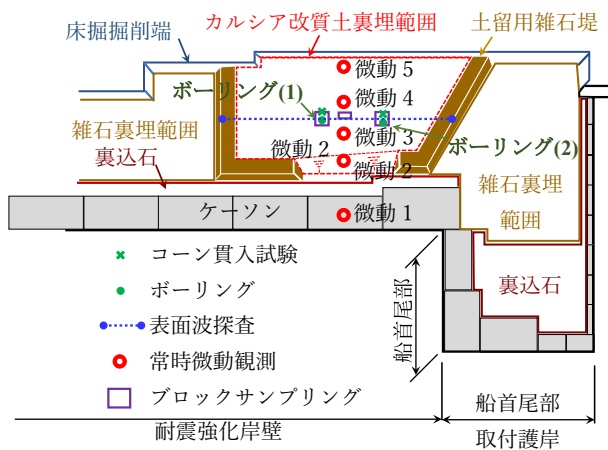 床掘掘削端
カルシア改質土裏埋範囲
土留用雑石堤
微動 5
ボーリング(1)
微動 4
雑石裏埋範囲
微動 3
ボーリング(2)
微動 2
裏込石
微動 2
雑石裏埋
範囲
ケーソン
微動 1
コーン貫入試験
裏込石
ボーリング
船首尾部
表面波探査
常時微動観測
ブロックサンプリング
船首尾部
耐震強化岸壁
取付護岸